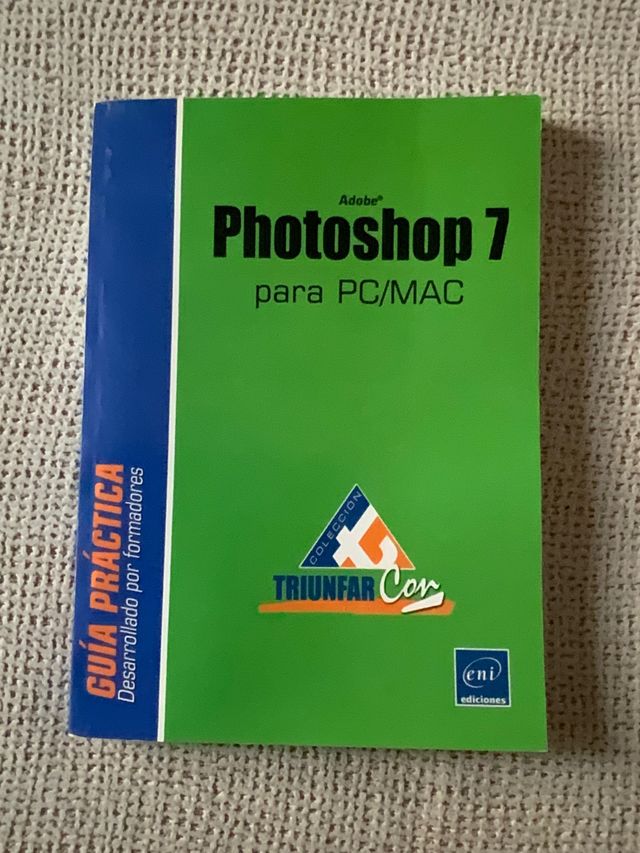 Adobe®
Photoshop 7
para PC/MAC
GUÍA PRÁCTICA
Desarrollado por formadores
COLECCIÓN
TRIUNFAR Con
eni
ediciones